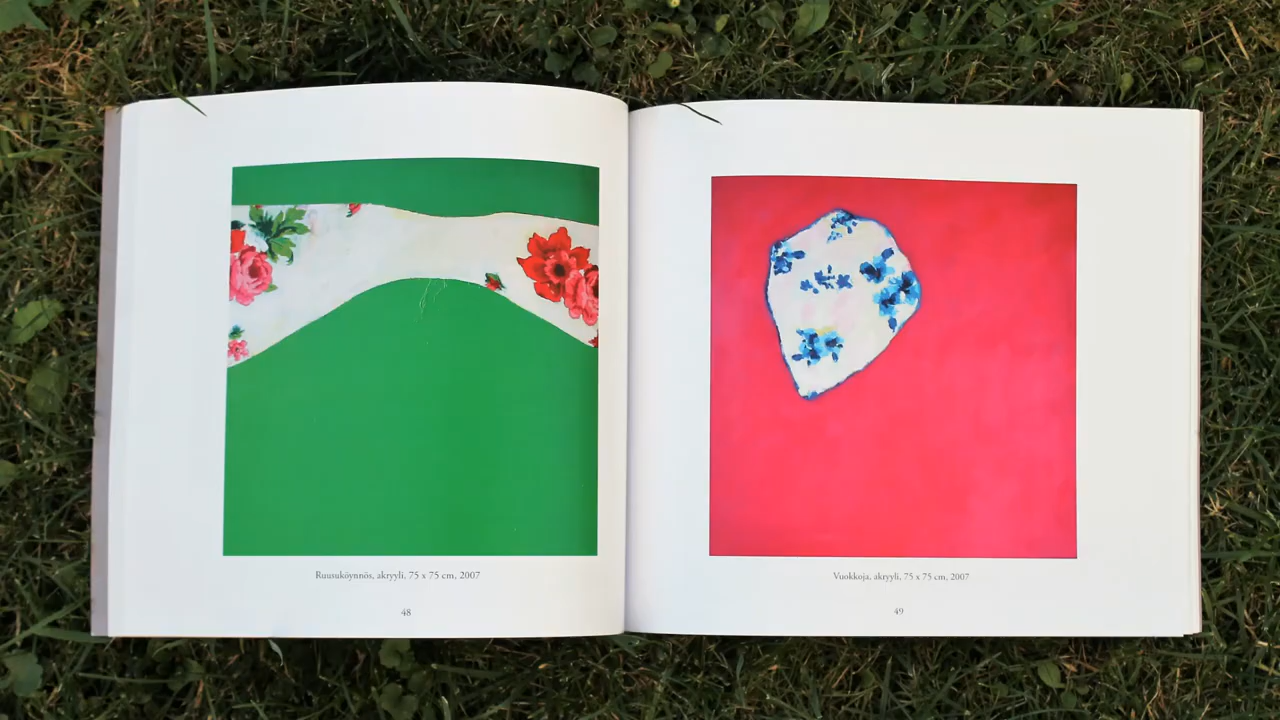 Ruusuköynnös, akryyli, 75 x 75 cm, 2007
48
Vuokkoja, akryyli, 75 x 75 cm, 2007
49